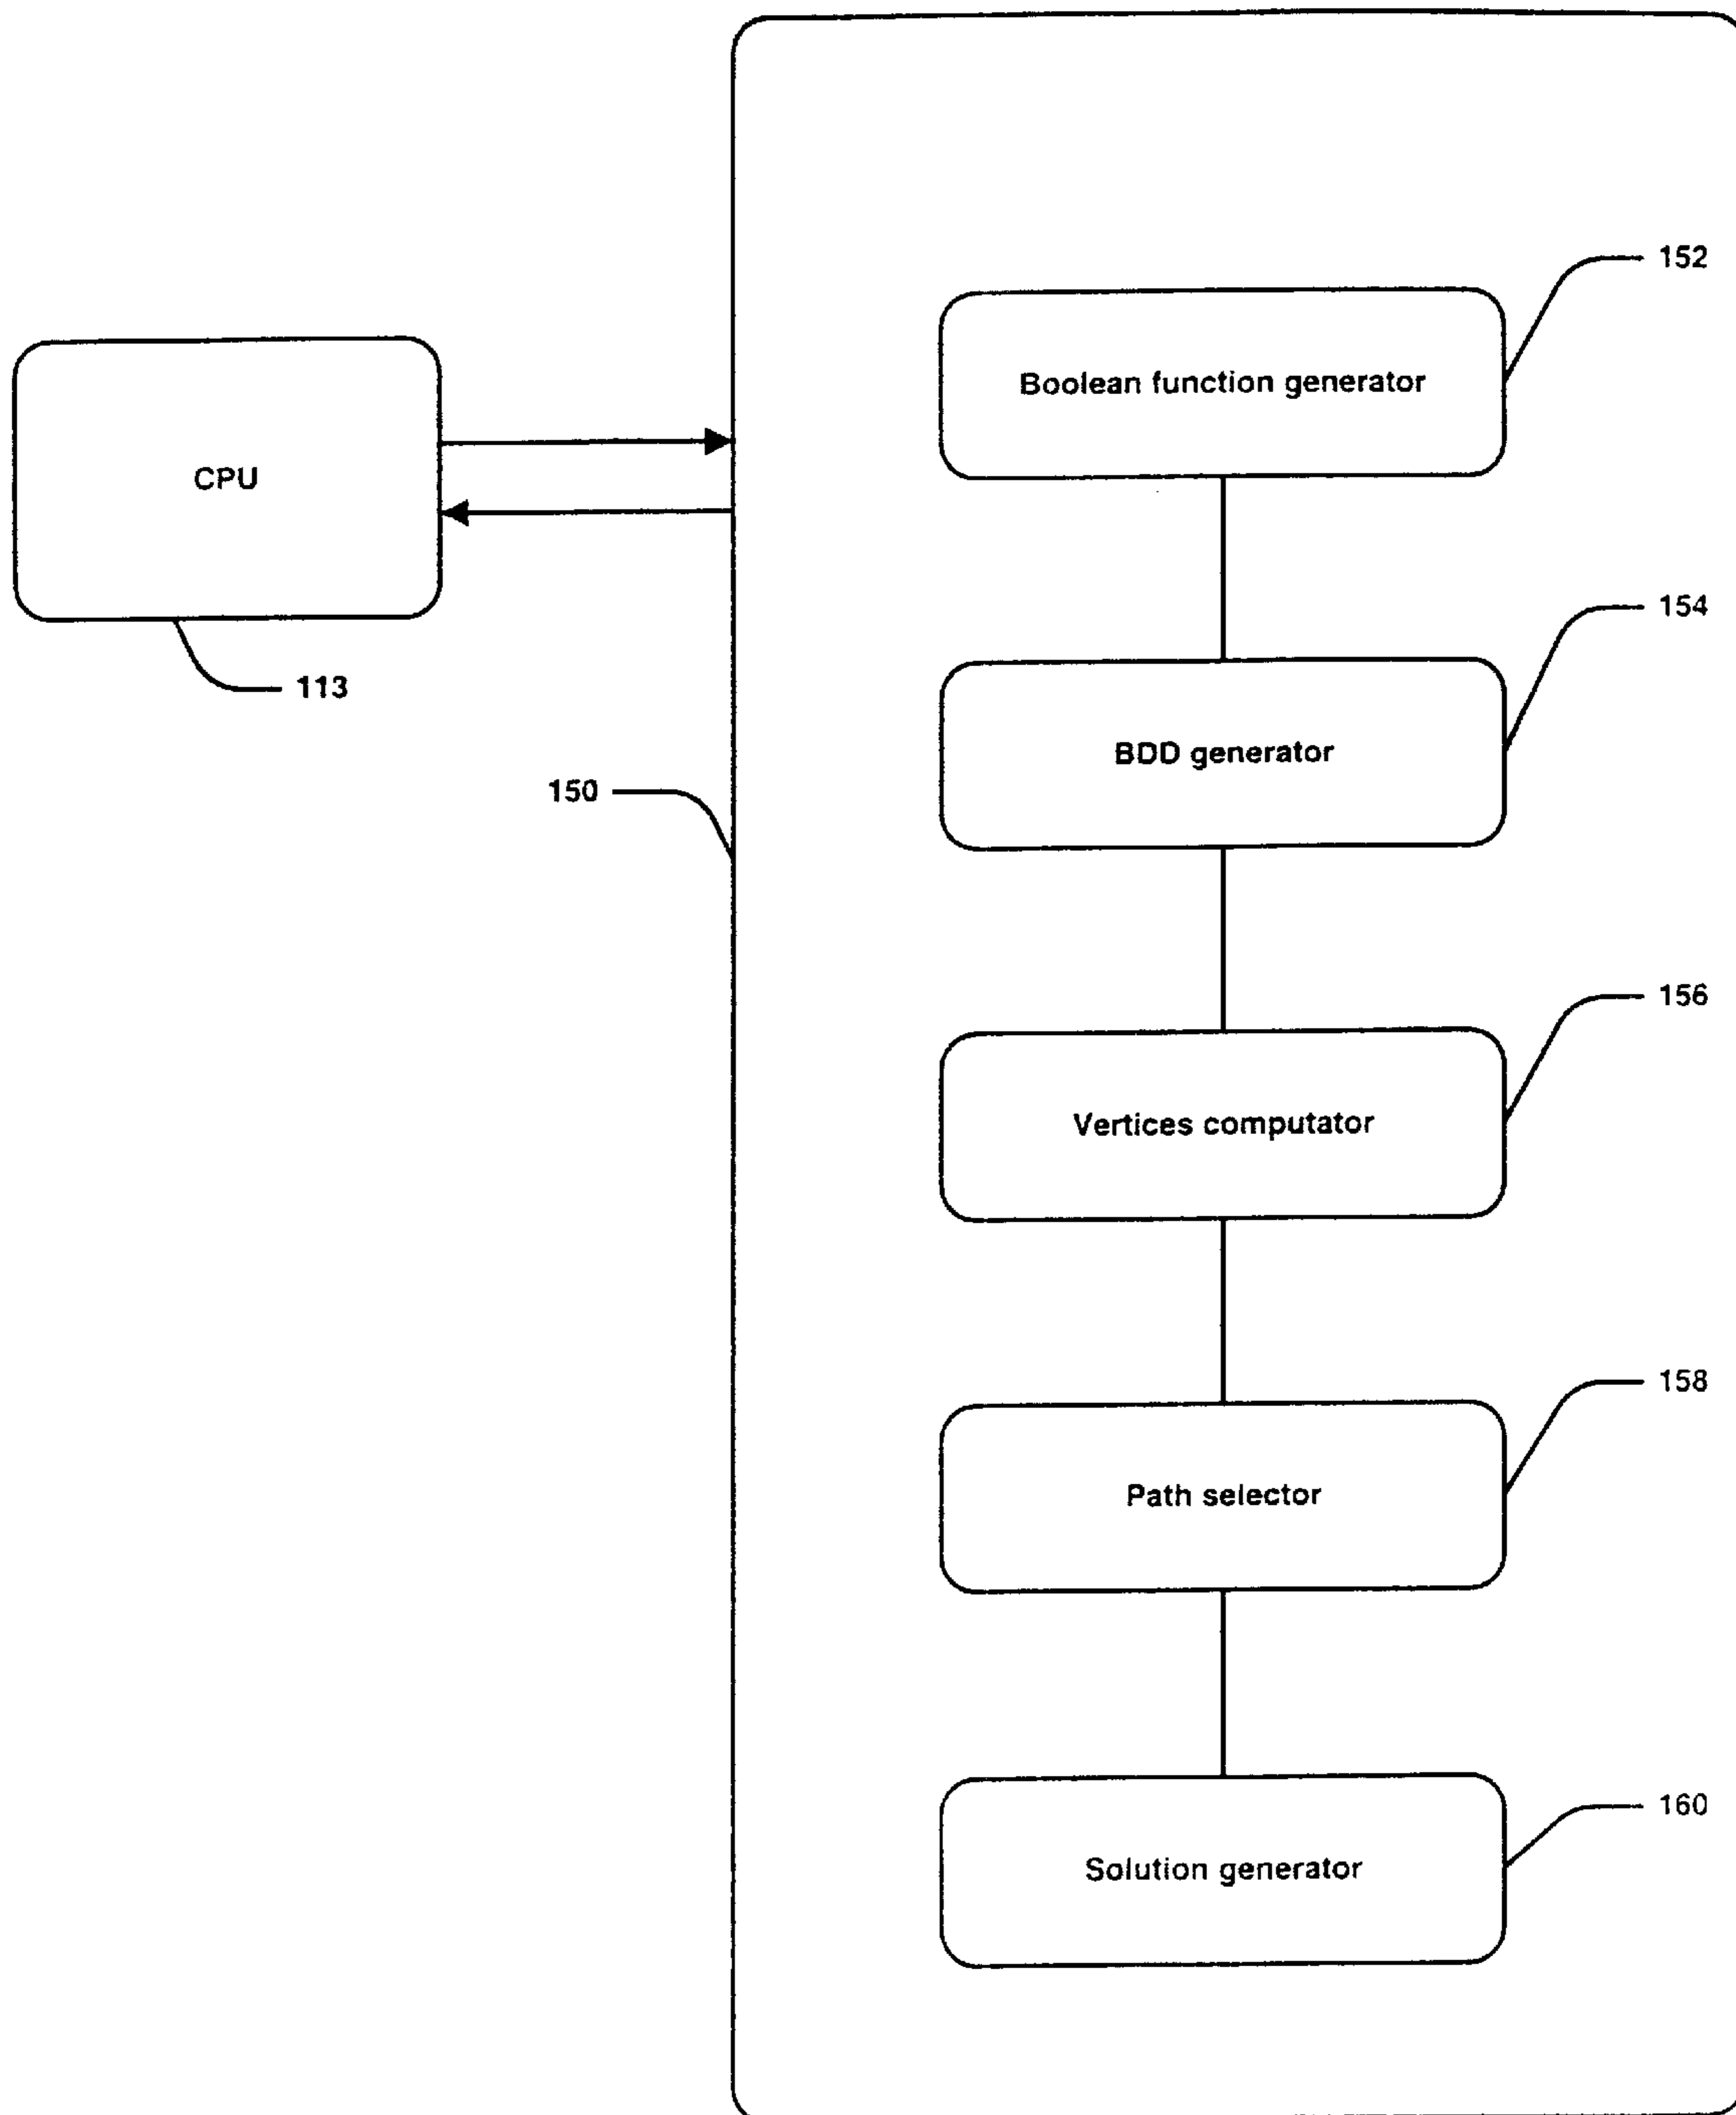 152
Boolean function generator
CPU
113
154
BDD generator
150
156
Vertices computator
158
Path selector
160
Solution generator